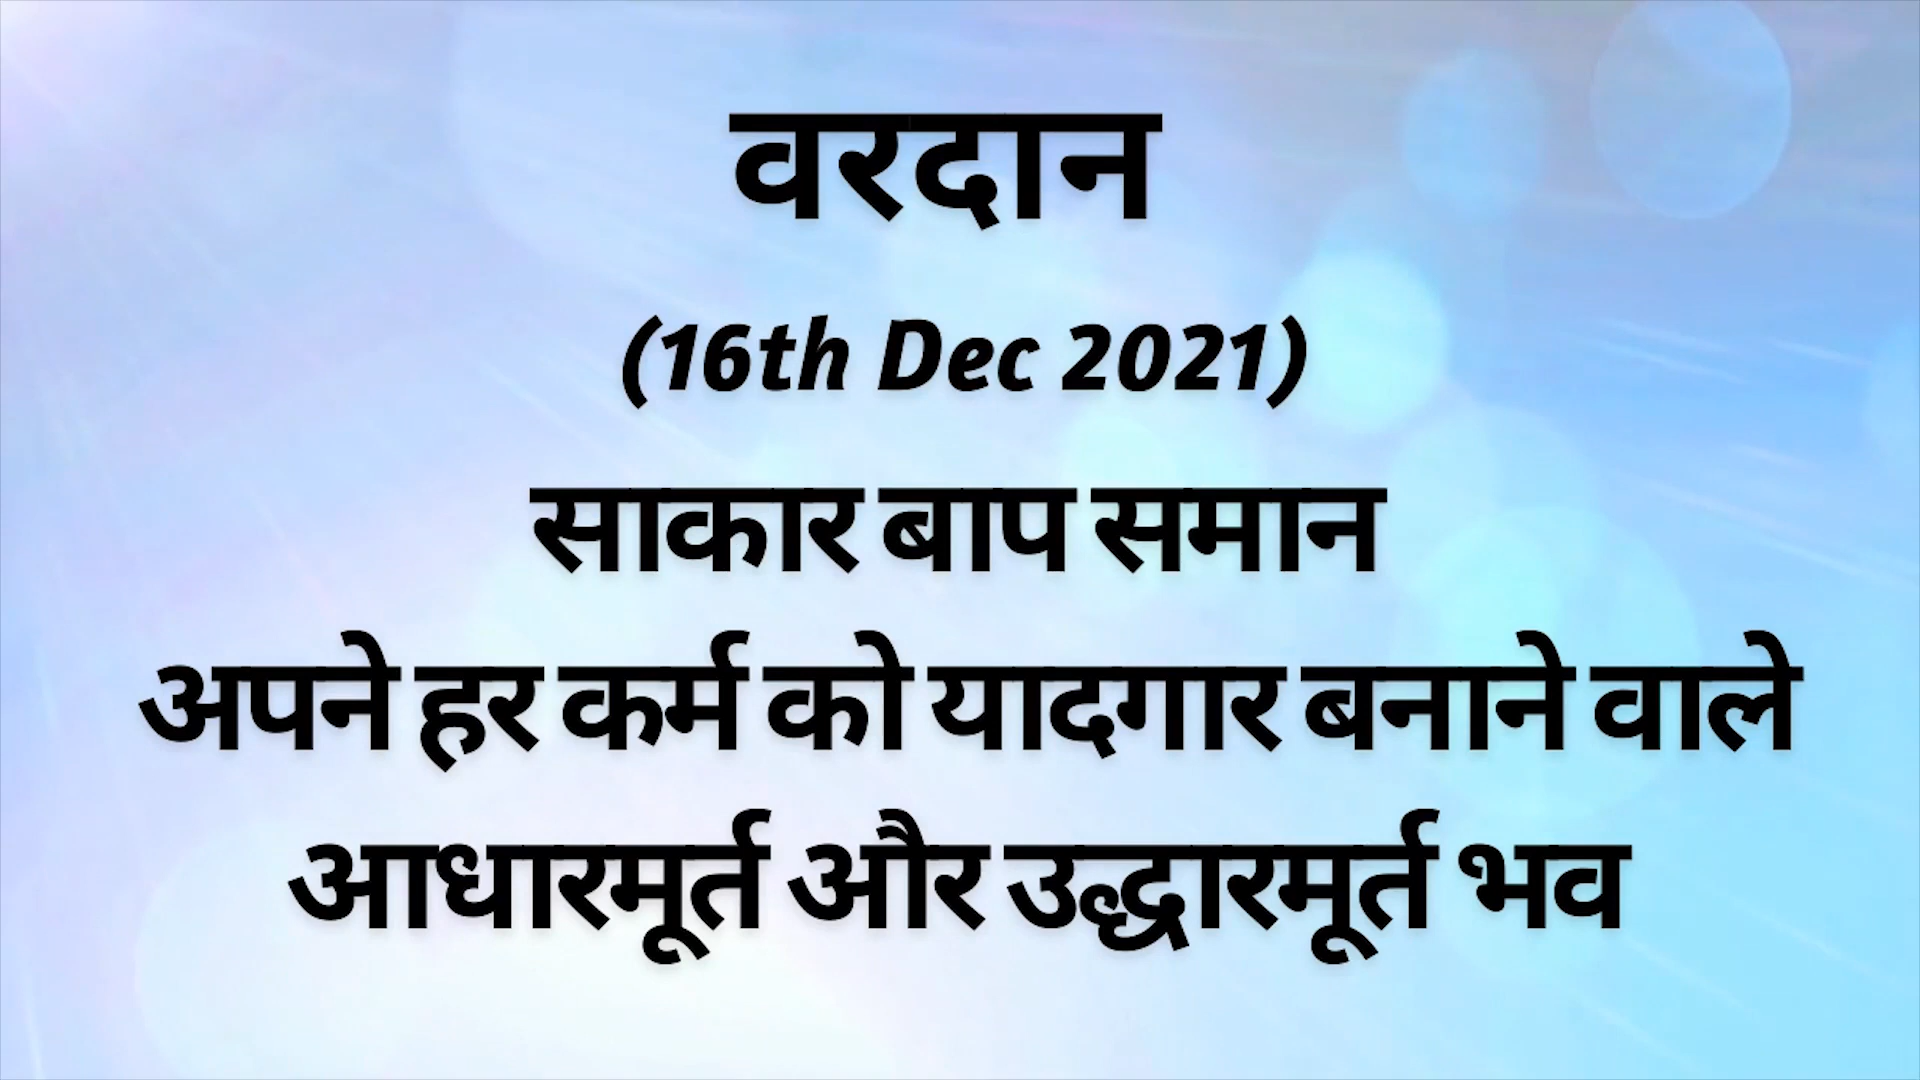 वरदान
(16th Dec 2021)
साकार बाप समान
अपने हर कर्म को यादगार बनाने वाले
आधारमूर्त और उद्धारमूर्त भव